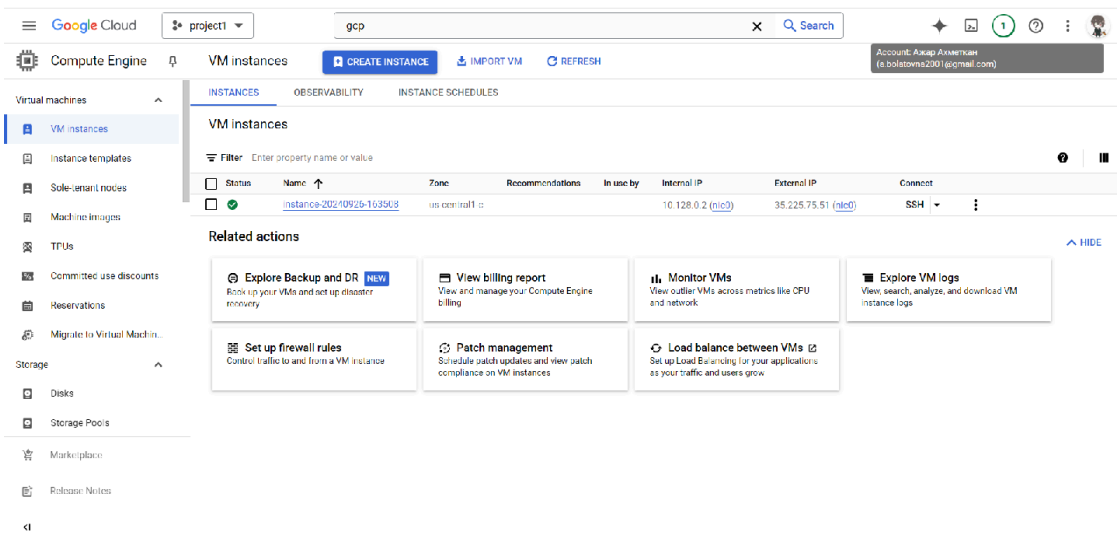 Google Cloud
project1
gcp
Search
1
Account: Ажар Ахметкан
(a.bolatovna2001@gmail.com)
Compute Engine
VM instances
CREATE INSTANCE
IMPORT VM
REFRESH
Virtual machines
VM instances
Instance templates
Sole-tenant nodes
Machine images
TPUs
Committed use discounts
Reservations
Migrate to Virtual Machin...
Storage
Disks
Storage Pools
Marketplace
Release Notes
INSTANCES
OBSERVABILITY
INSTANCE SCHEDULES
VM instances
Filter Enter property name or value
Status Name Zone Recommendations In use by Internal IP External IP Connect
instance-20240926-163508 us-central1-c 10.128.0.2 (nic0) 35.225.75.51 (nic0) SSH
Related actions
HIDE
Explore Backup and DR NEW
Back up your VMs and set up disaster
recovery
View billing report
View and manage your Compute Engine
billing
Monitor VMs
View outlier VMs across metrics like CPU
and network
Explore VM logs
View, search, analyze, and download VM
instance logs
Set up firewall rules
Control traffic to and from a VM instance
Patch management
Schedule patch updates and view patch
compliance on VM instances
Load balance between VMs
Set up Load Balancing for your applications
as your traffic and users grow